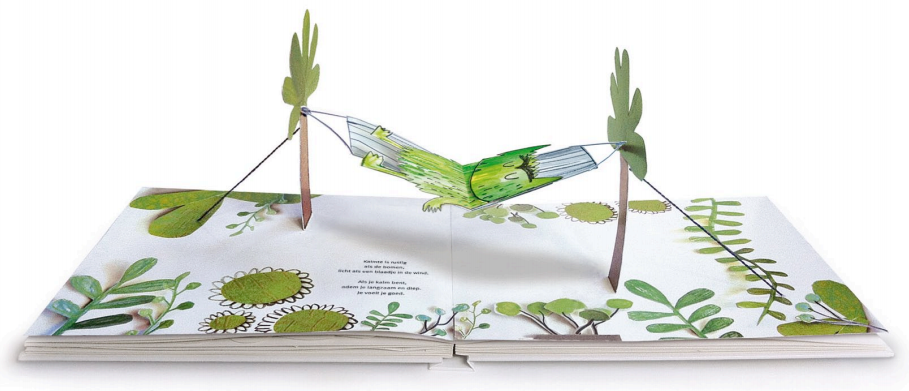 Kalmte is rustig
als de bomen,
licht als een blaadje in de wind.
Als je kalm bent,
adem je langzaam en diep.
Je voelt je goed.